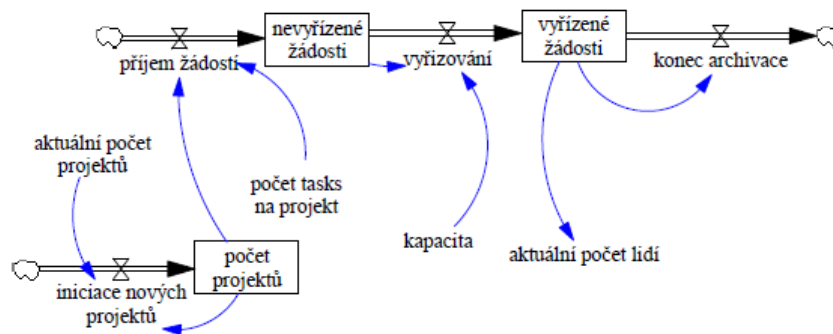 nevyřízené
žádosti
vyřízené
žádosti
příjem žádostí
vyřizování
konec archivace
aktuální počet
projektů
počet tasks
na projekt
kapacita
aktuální počet lidí
počet
projektů
iniciace nových
projektů